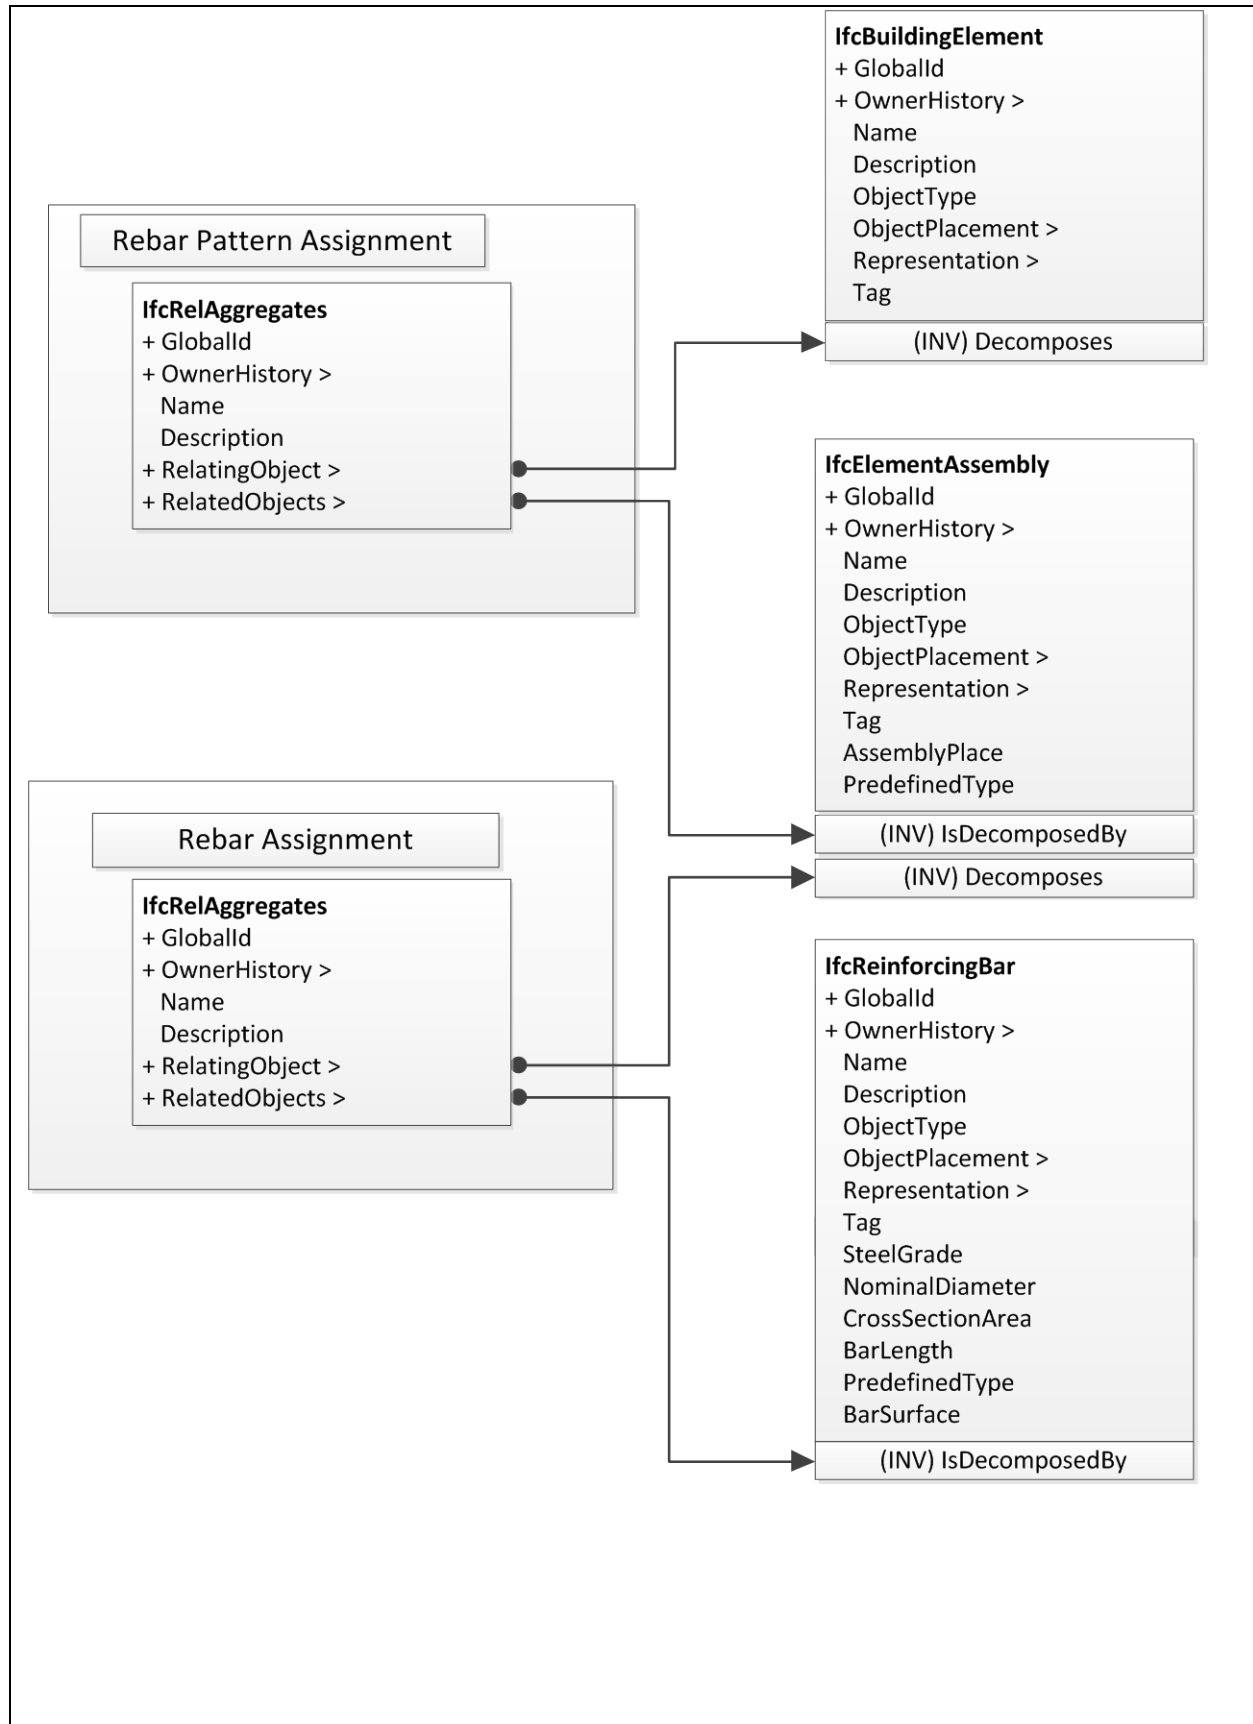 IfcBuildingElement
+ GlobalId
+ OwnerHistory >
Name
Description
ObjectType
ObjectPlacement >
Representation >
Tag
(INV) Decomposes
Rebar Pattern Assignment
IfcRelAggregates
+ GlobalId
+ OwnerHistory >
Name
Description
+ RelatingObject >
+ RelatedObjects >
IfcElementAssembly
+ GlobalId
+ OwnerHistory >
Name
Description
ObjectType
ObjectPlacement >
Representation >
Tag
AssemblyPlace
PredefinedType
(INV) IsDecomposedBy
(INV) Decomposes
Rebar Assignment
IfcRelAggregates
+ GlobalId
+ OwnerHistory >
Name
Description
+ RelatingObject >
+ RelatedObjects >
IfcReinforcingBar
+ GlobalId
+ OwnerHistory >
Name
Description
ObjectType
ObjectPlacement >
Representation >
Tag
SteelGrade
NominalDiameter
CrossSectionArea
BarLength
PredefinedType
BarSurface
(INV) IsDecomposedBy